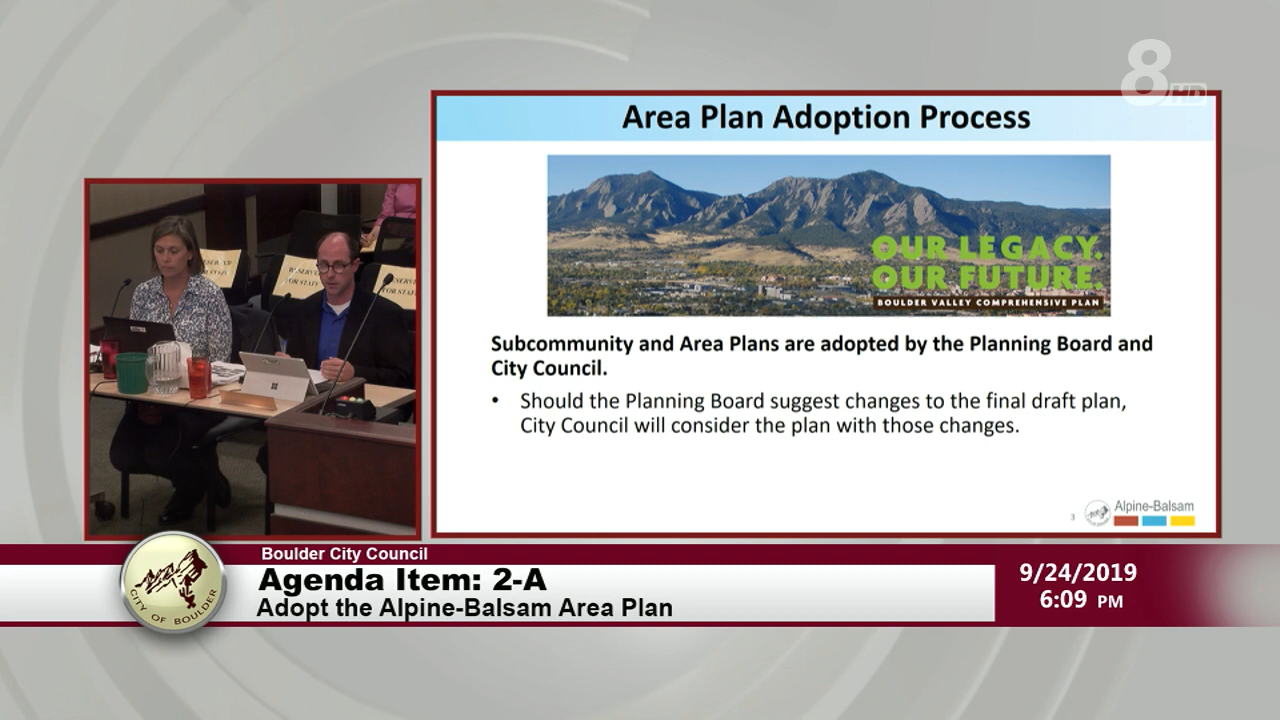 8HD
Area Plan Adoption Process
OUR LEGACY.
OUR FUTURE.
BOULDER VALLEY COMPREHENSIVE PLAN
Subcommunity and Area Plans are adopted by the Planning Board and
City Council.
• Should the Planning Board suggest changes to the final draft plan,
City Council will consider the plan with those changes.
3
Alpine-Balsam
FOR STAFF
Boulder City Council
Agenda Item: 2-A
Adopt the Alpine-Balsam Area Plan
CITY OF BOULDER
9/24/2019
6:09 PM